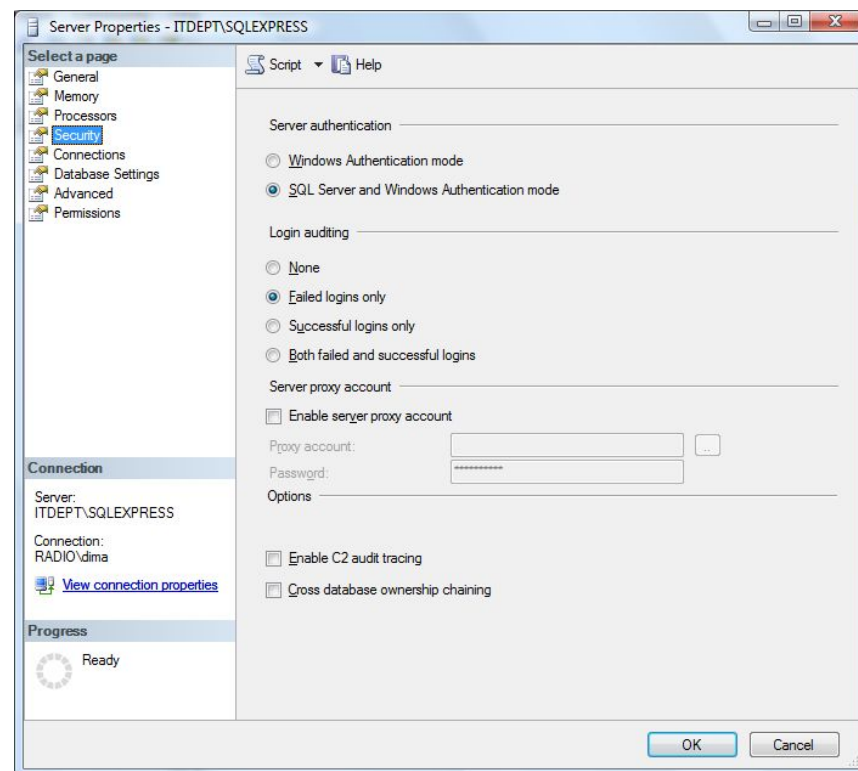 Server Properties - ITDEPT\SQLEXPRESS
Select a page
General
Memory
Processors
Security
Connections
Database Settings
Advanced
Permissions
Connection
Server:
ITDEPT\SQLEXPRESS
Connection:
RADIO\dima
View connection properties
Progress
Ready
Script
Help
Server authentication
Windows Authentication mode
SQL Server and Windows Authentication mode
Login auditing
None
Failed logins only
Successful logins only
Both failed and successful logins
Server proxy account
Enable server proxy account
Proxy account:
..
Password:
**********
Options
Enable C2 audit tracing
Cross database ownership chaining
OK
Cancel